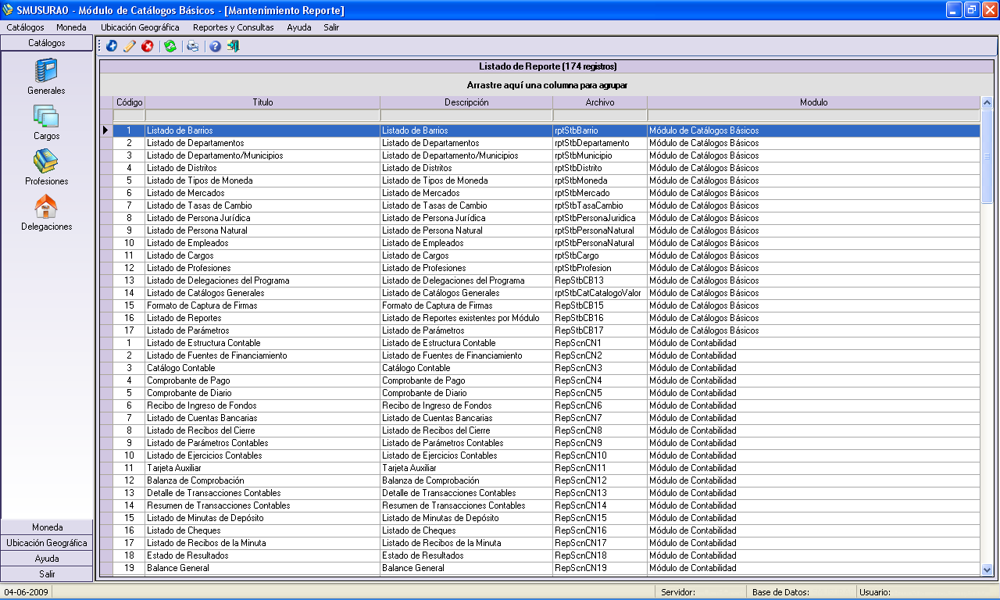 SMUSURA0 - Módulo de Catálogos Básicos - [Mantenimiento Reporte]
Catálogos Moneda Ubicación Geográfica Reportes y Consultas Ayuda Salir
Catálogos
Generales
Cargos
Profesiones
Delegaciones
Moneda
Ubicación Geográfica
Ayuda
Salir
Listado de Reporte (174 registros)
Arrastre aquí una columna para agrupar
Código Titulo Descripción Archivo Modulo
1 Listado de Barrios Listado de Barrios rptStbBarrio Módulo de Catálogos Básicos
2 Listado de Departamentos Listado de Departamentos rptStbDepartamento Módulo de Catálogos Básicos
3 Listado de Departamento/Municipios Listado de Departamento/Municipios rptStbMunicipio Módulo de Catálogos Básicos
4 Listado de Distritos Listado de Distritos rptStbDistrito Módulo de Catálogos Básicos
5 Listado de Tipos de Moneda Listado de Tipos de Moneda rptStbMoneda Módulo de Catálogos Básicos
6 Listado de Mercados Listado de Mercados rptStbMercado Módulo de Catálogos Básicos
7 Listado de Tasas de Cambio Listado de Tasas de Cambio rptStbTasaCambio Módulo de Catálogos Básicos
8 Listado de Persona Jurídica Listado de Persona Jurídica rptStbPersonaJuridica Módulo de Catálogos Básicos
9 Listado de Persona Natural Listado de Persona Natural rptStbPersonaNatural Módulo de Catálogos Básicos
10 Listado de Empleados Listado de Empleados rptStbPersonaNatural Módulo de Catálogos Básicos
11 Listado de Cargos Listado de Cargos rptStbCargo Módulo de Catálogos Básicos
12 Listado de Profesiones Listado de Profesiones rptStbProfesion Módulo de Catálogos Básicos
13 Listado de Delegaciones del Programa Listado de Delegaciones del Programa RepStbCB13 Módulo de Catálogos Básicos
14 Listado de Catálogos Generales Listado de Catálogos Generales rptStbCatCatalogoValor Módulo de Catálogos Básicos
15 Formato de Captura de Firmas Formato de Captura de Firmas RepStbCB15 Módulo de Catálogos Básicos
16 Listado de Reportes Listado de Reportes existentes por Módulo RepStbCB16 Módulo de Catálogos Básicos
17 Listado de Parámetros Listado de Parámetros RepStbCB17 Módulo de Catálogos Básicos
1 Listado de Estructura Contable Listado de Estructura Contable RepScnCN1 Módulo de Contabilidad
2 Listado de Fuentes de Financiamiento Listado de Fuentes de Financiamiento RepScnCN2 Módulo de Contabilidad
3 Catálogo Contable Catálogo Contable RepScnCN3 Módulo de Contabilidad
4 Comprobante de Pago Comprobante de Pago RepScnCN4 Módulo de Contabilidad
5 Comprobante de Diario Comprobante de Diario RepScnCN5 Módulo de Contabilidad
6 Recibo de Ingreso de Fondos Recibo de Ingreso de Fondos RepScnCN6 Módulo de Contabilidad
7 Listado de Cuentas Bancarias Listado de Cuentas Bancarias RepScnCN7 Módulo de Contabilidad
8 Listado de Recibos del Cierre Listado de Recibos del Cierre RepScnCN8 Módulo de Contabilidad
9 Listado de Parámetros Contables Listado de Parámetros Contables RepScnCN9 Módulo de Contabilidad
10 Listado de Ejercicios Contables Listado de Ejercicios Contables RepScnCN10 Módulo de Contabilidad
11 Tarjeta Auxiliar Tarjeta Auxiliar RepScnCN11 Módulo de Contabilidad
12 Balanza de Comprobación Balanza de Comprobación RepScnCN12 Módulo de Contabilidad
13 Detalle de Transacciones Contables Detalle de Transacciones Contables RepScnCN13 Módulo de Contabilidad
14 Resumen de Transacciones Contables Resumen de Transacciones Contables RepScnCN14 Módulo de Contabilidad
15 Listado de Minutas de Depósito Listado de Minutas de Depósito RepScnCN15 Módulo de Contabilidad
16 Listado de Cheques Listado de Cheques RepScnCN16 Módulo de Contabilidad
17 Listado de Recibos de la Minuta Listado de Recibos de la Minuta RepScnCN17 Módulo de Contabilidad
18 Estado de Resultados Estado de Resultados RepScnCN18 Módulo de Contabilidad
19 Balance General Balance General RepScnCN19 Módulo de Contabilidad
04-06-2009 Servidor: Base de Datos: Usuario: